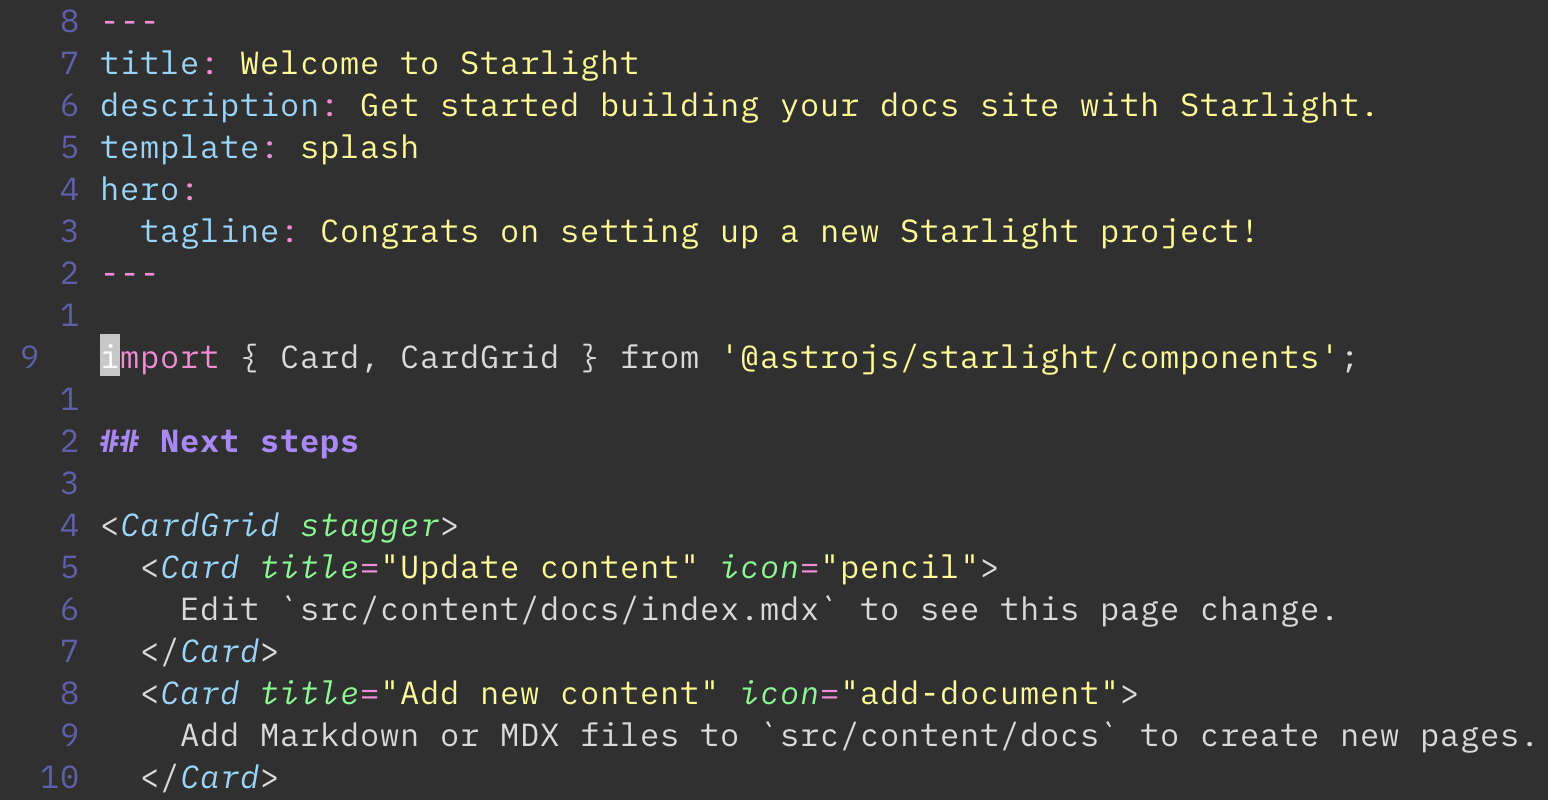 8 ---
7 title: Welcome to Starlight
6 description: Get started building your docs site with Starlight.
5 template: splash
4 hero:
3   tagline: Congrats on setting up a new Starlight project!
2 ---
1
9 import { Card, CardGrid } from '@astrojs/starlight/components';
1
2 ## Next steps
3
4 <CardGrid stagger>
5   <Card title="Update content" icon="pencil">
6     Edit `src/content/docs/index.mdx` to see this page change.
7   </Card>
8   <Card title="Add new content" icon="add-document">
9     Add Markdown or MDX files to `src/content/docs` to create new pages.
10   </Card>